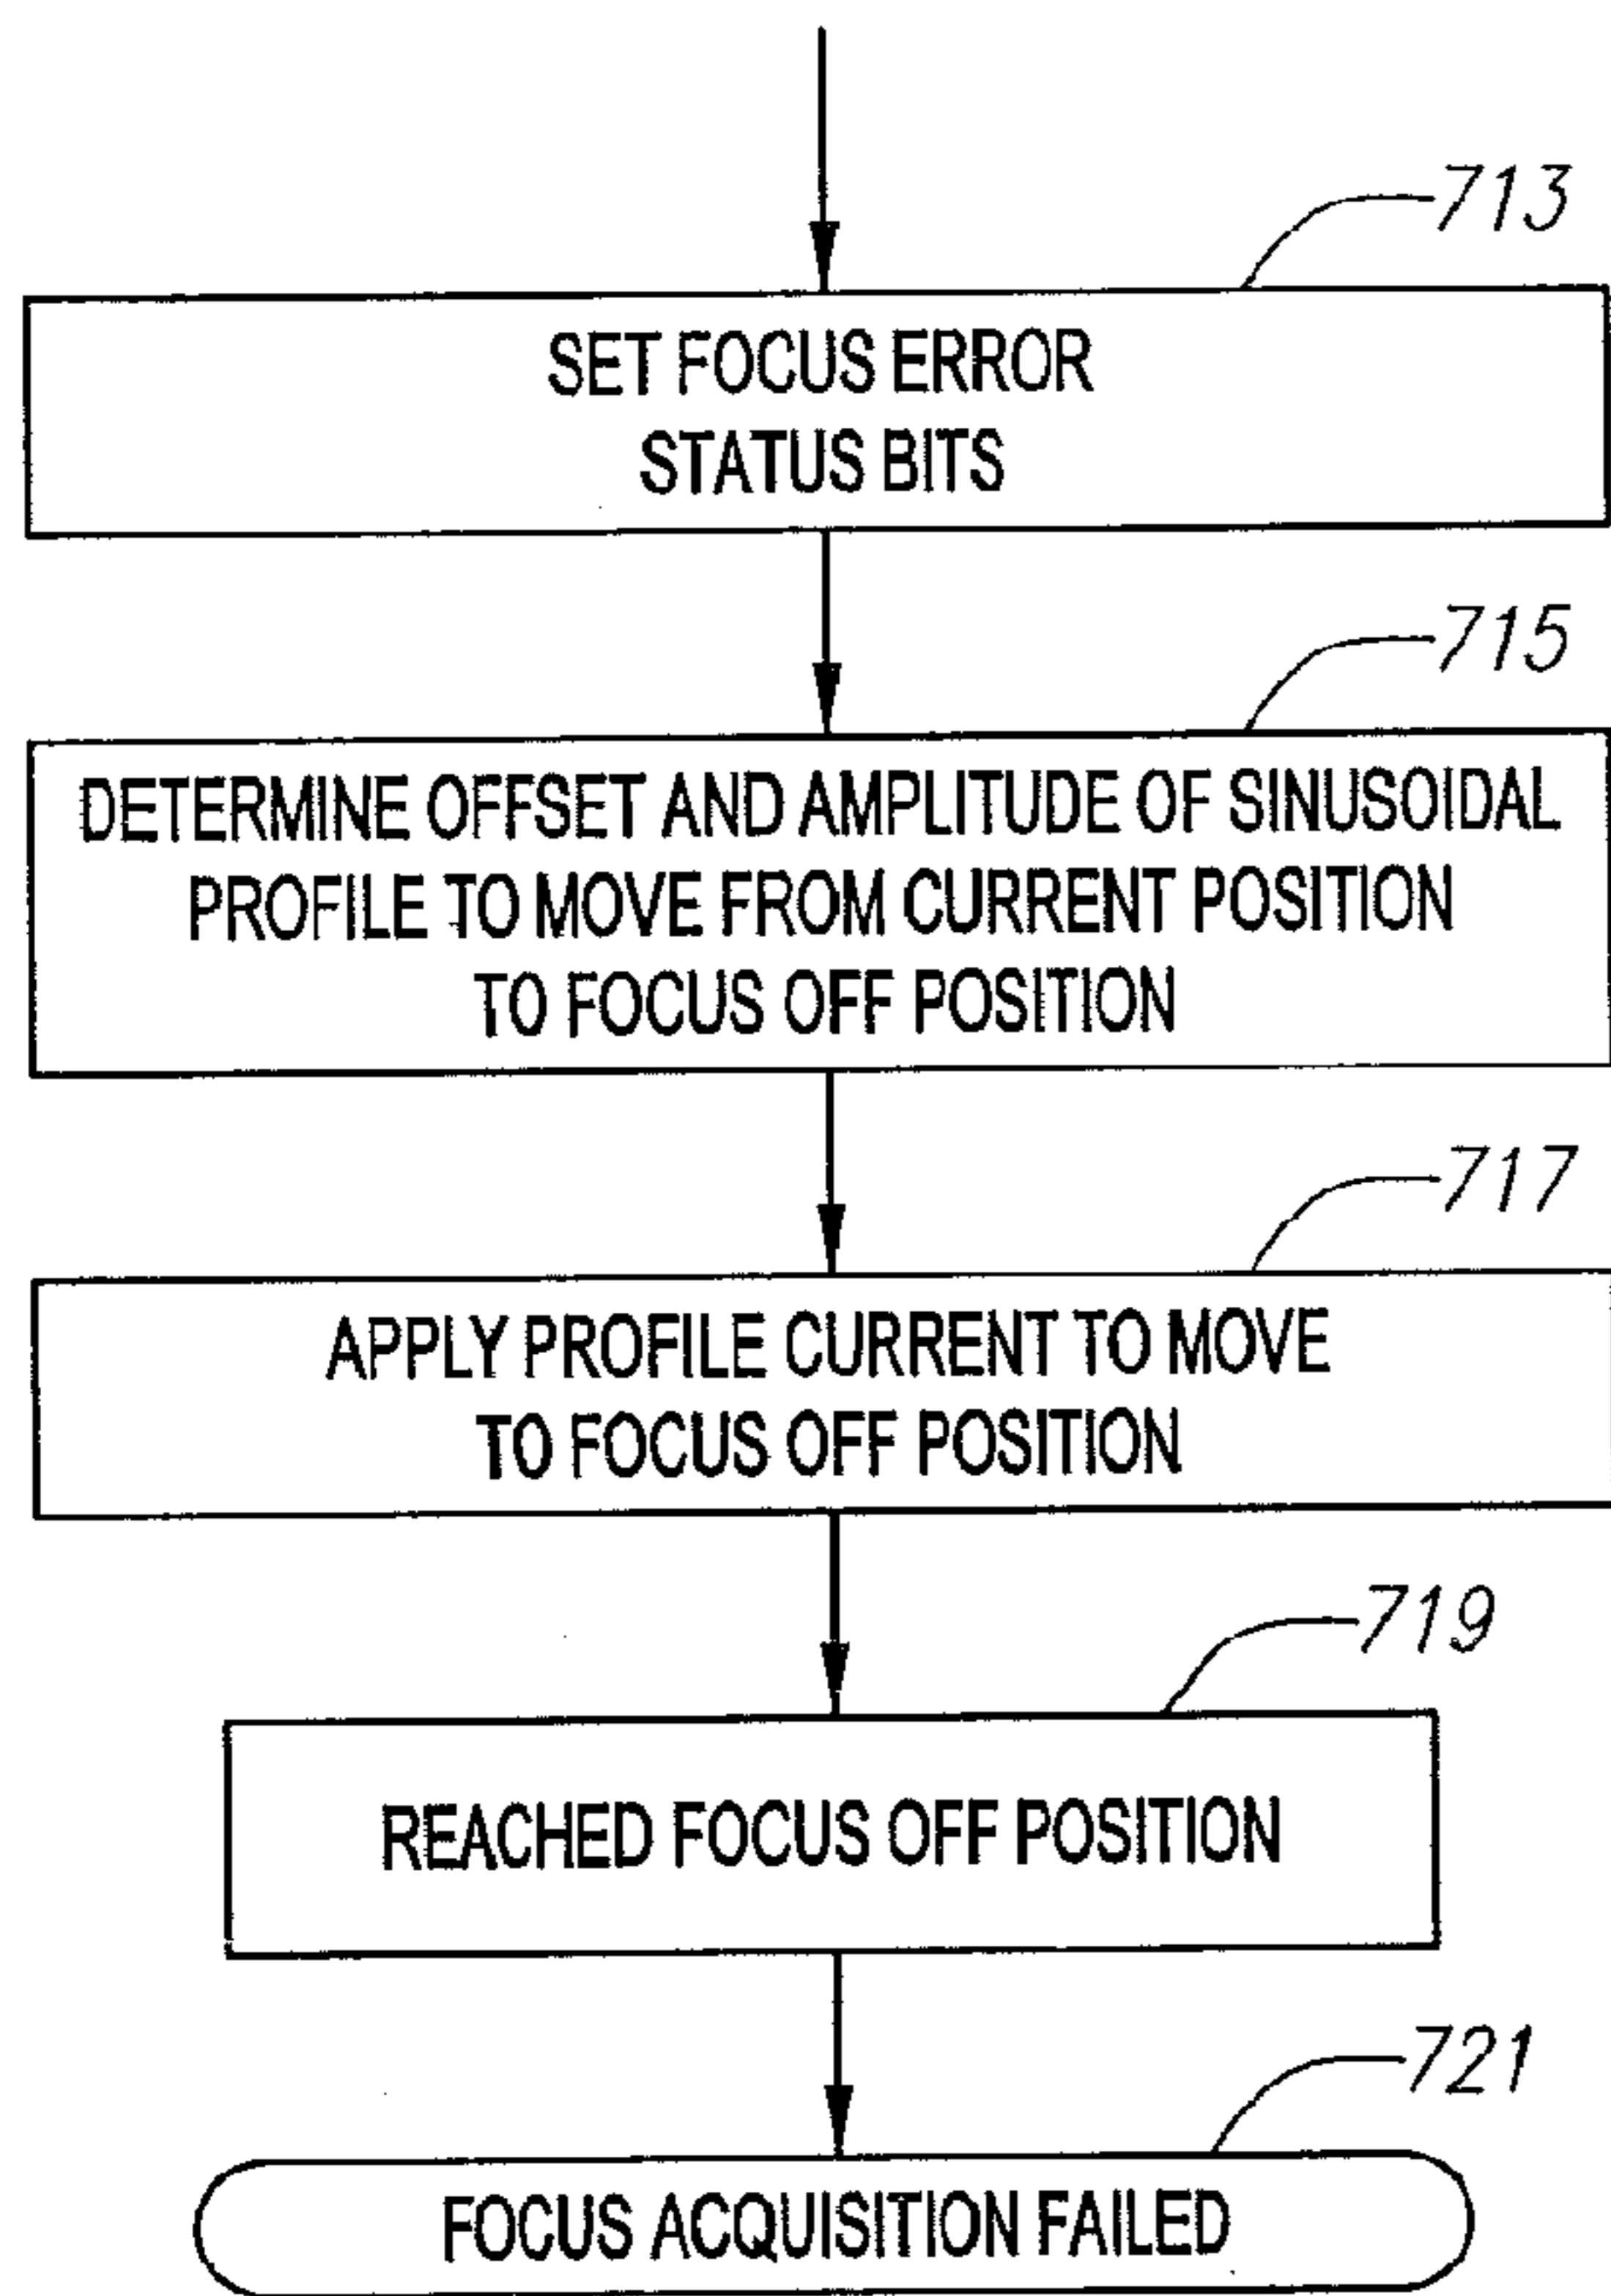 713
SET FOCUS ERROR
STATUS BITS
715
DETERMINE OFFSET AND AMPLITUDE OF SINUSOIDAL
PROFILE TO MOVE FROM CURRENT POSITION
TO FOCUS OFF POSITION
717
APPLY PROFILE CURRENT TO MOVE
TO FOCUS OFF POSITION
719
REACHED FOCUS OFF POSITION
721
FOCUS ACQUISITION FAILED